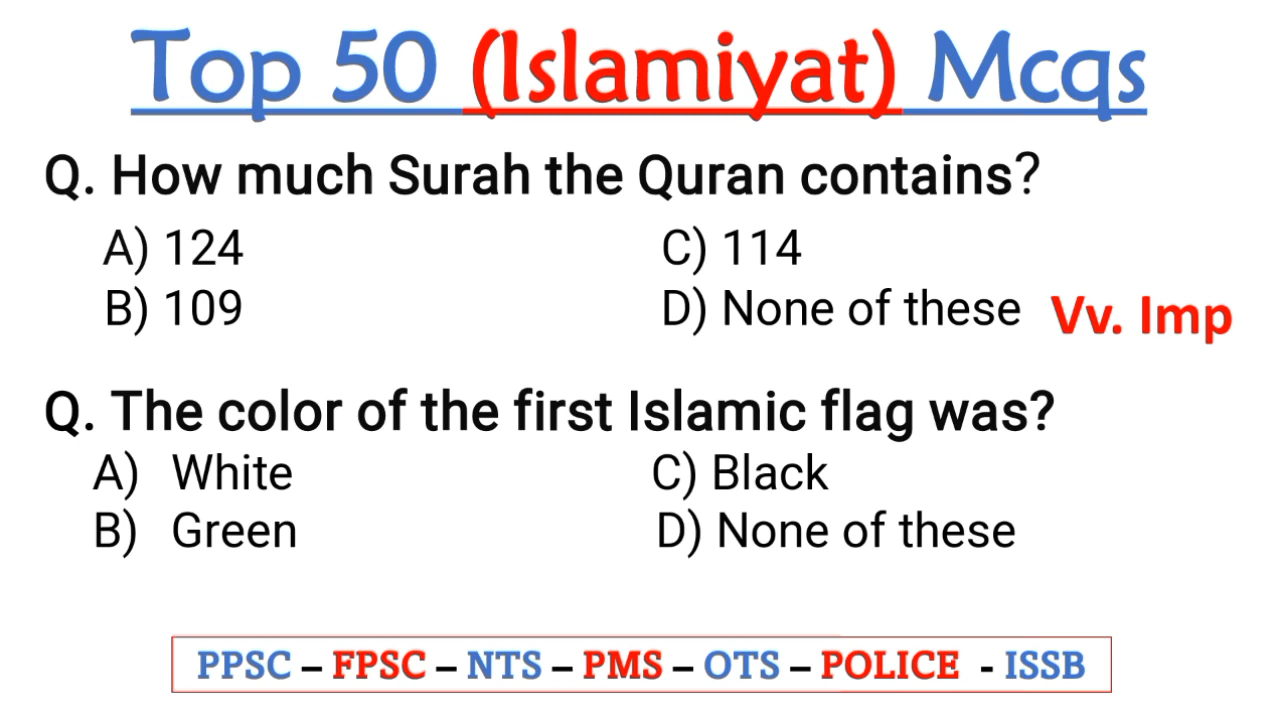 Top 50 (Islamiyat) Mcqs
Q. How much Surah the Quran contains?
A) 124 C) 114
B) 109 D) None of these Vv. Imp
Q. The color of the first Islamic flag was?
A) White C) Black
B) Green D) None of these
PPSC – FPSC – NTS – PMS – OTS – POLICE - ISSB